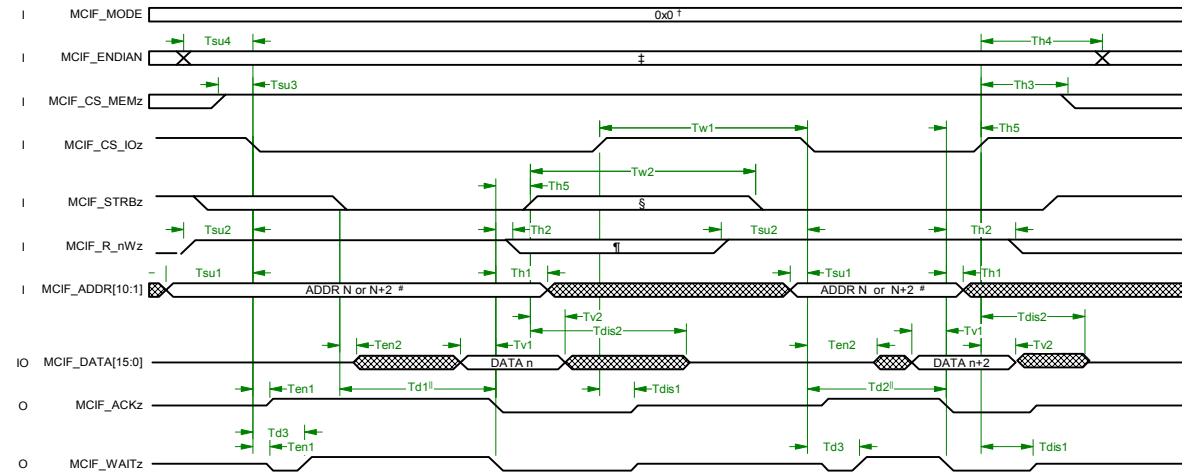 I MCIF_MODE 0x0 †
Tsu4 Th4
I MCIF_ENDIAN ‡
Tsu3 Th3
I MCIF_CS_MEMz
Tw1 Th5
I MCIF_CS_IOz
Tw2
Th5
I MCIF_STRBz §
Tsu2 Th2 Tsu2 Th2
I MCIF_R_nWz ¶
Tsu1 Th1 Tsu1 Th1
I MCIF_ADDR[10:1] ADDR N or N+2 # ADDR N or N+2 #
Tv2 Tdis2
Tdis2 Tv1
Ten2 Tv1 Ten2 Tv2
IO MCIF_DATA[15:0] DATA n DATA n+2
Ten1 Td1|| Tdis1 Td2||
O MCIF_ACKz
Td3
Ten1 Td3 Tdis1
O MCIF_WAITz